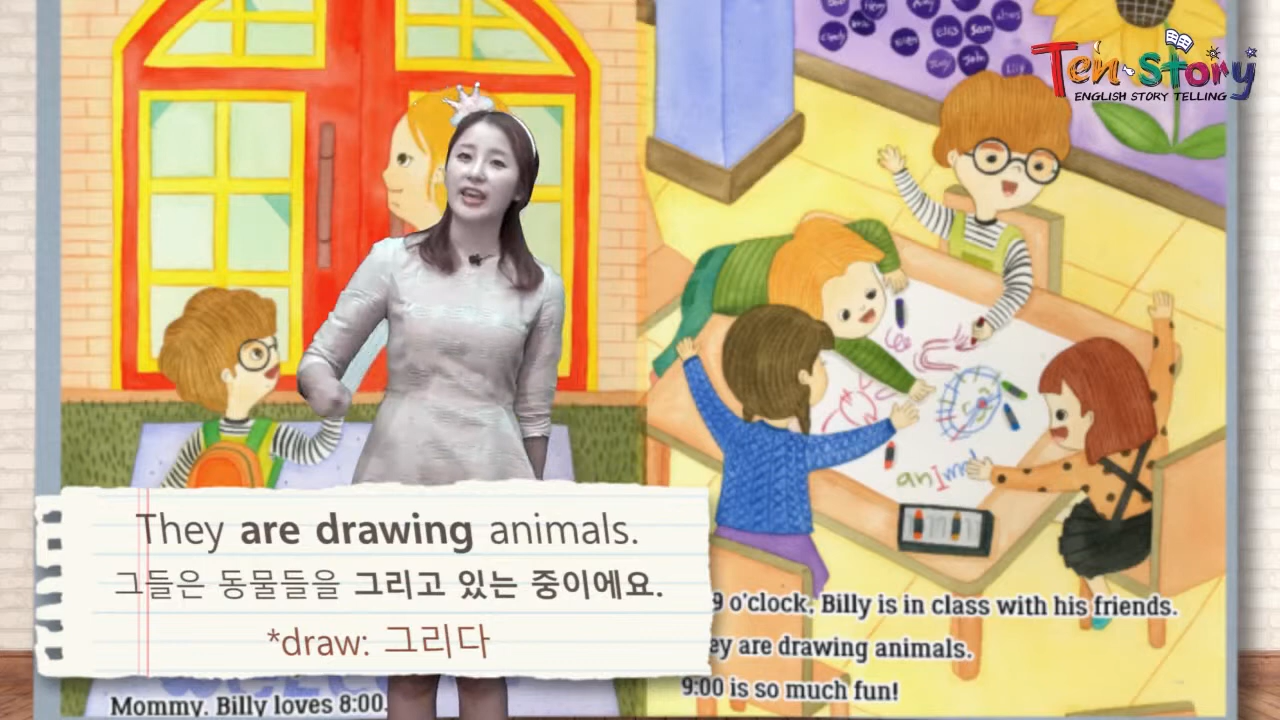 Ten Story
ENGLISH STORY TELLING
They are drawing animals.
그들은 동물들을 그리고 있는 중이에요.
*draw: 그리다
Mommy. Billy loves 8:00.
9 o'clock, Billy is in class with his friends.
ey are drawing animals.
9:00 is so much fun!